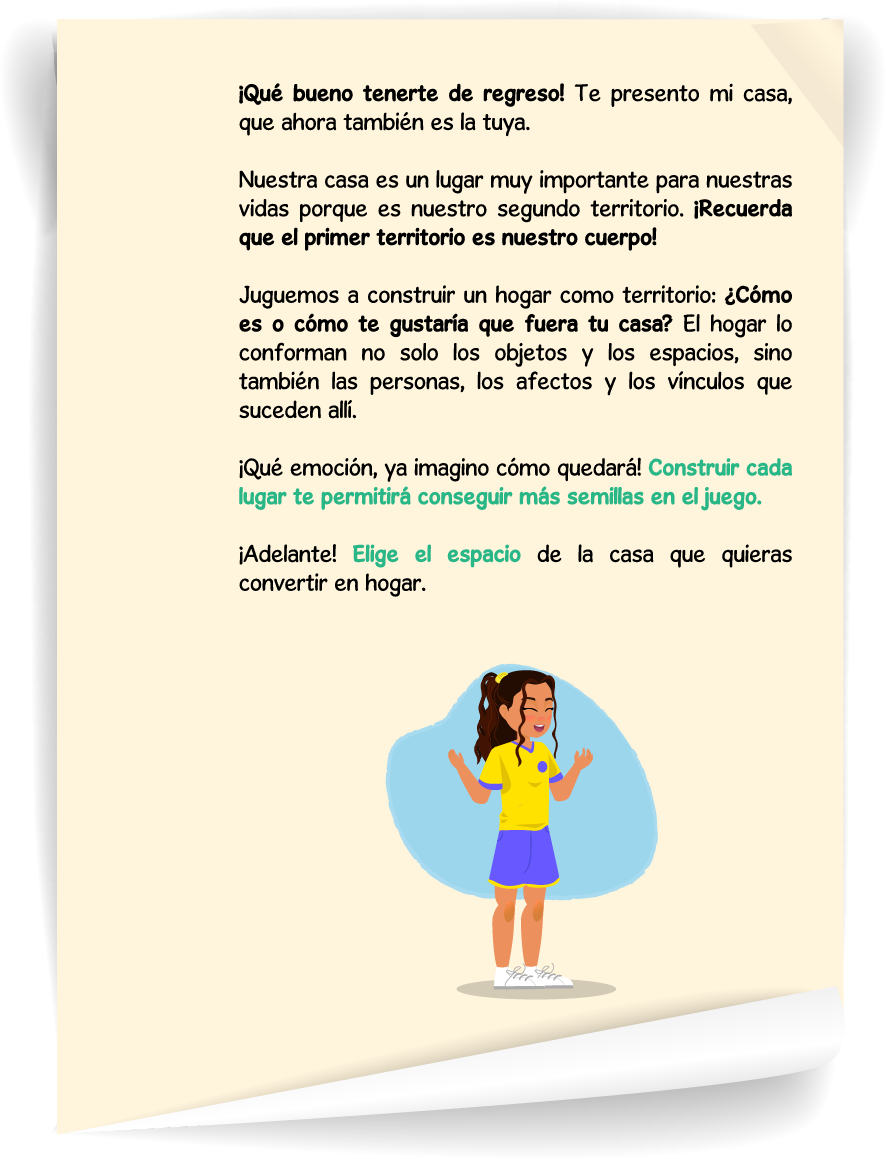 ¡Qué bueno tenerte de regreso! Te presento mi casa,
que ahora también es la tuya.
Nuestra casa es un lugar muy importante para nuestras
vidas porque es nuestro segundo territorio. ¡Recuerda
que el primer territorio es nuestro cuerpo!
Juguemos a construir un hogar como territorio: ¿Cómo
es o cómo te gustaría que fuera tu casa? El hogar lo
conforman no solo los objetos y los espacios, sino
también las personas, los afectos y los vínculos que
suceden allí.
¡Qué emoción, ya imagino cómo quedará! Construir cada
lugar te permitirá conseguir más semillas en el juego.
¡Adelante! Elige el espacio de la casa que quieras
convertir en hogar.